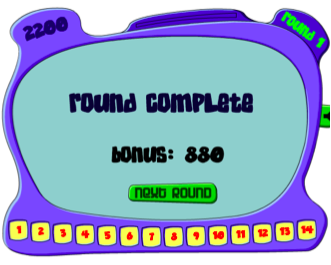 2200
round 1
round complete
bonus: 880
next round
1 2 3 4 5 6 7 8 9 10 11 12 13 14